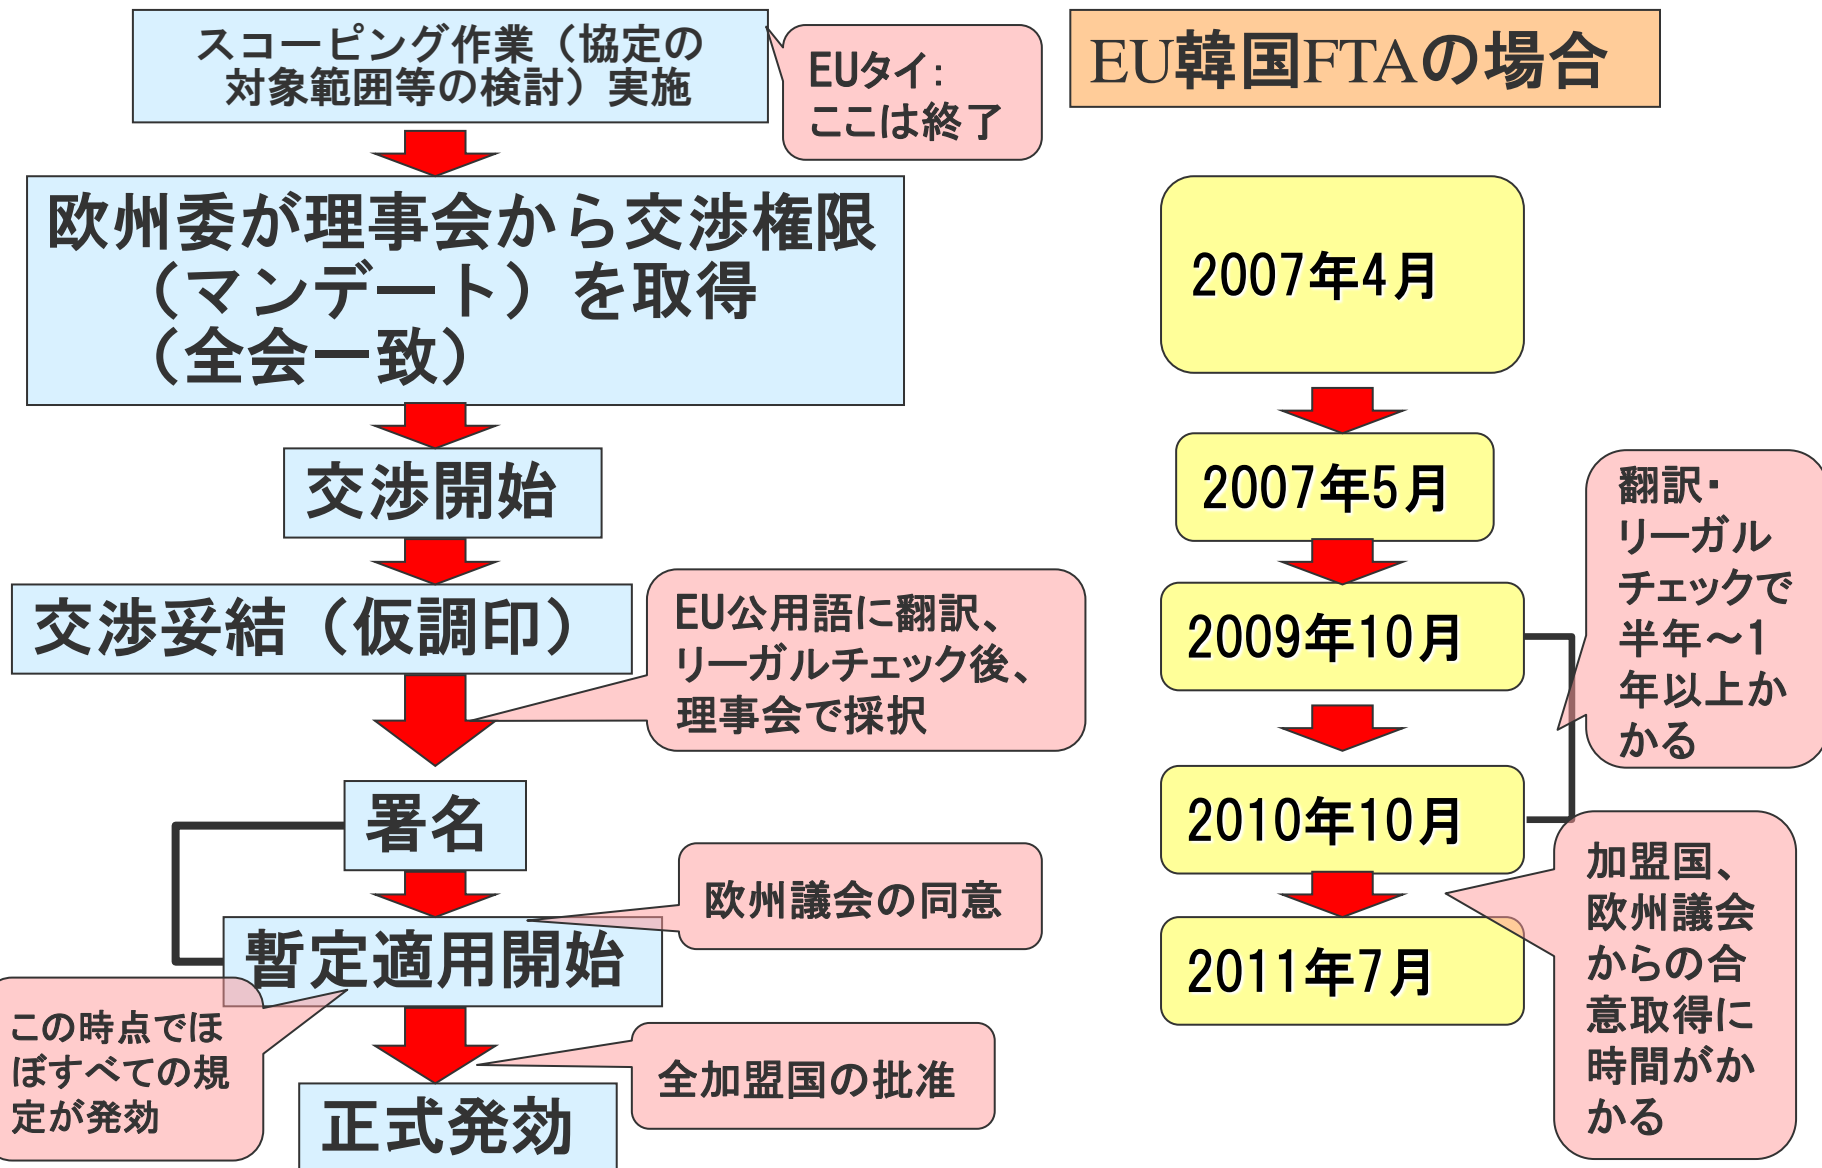 スコーピング作業（協定の
対象範囲等の検討）実施
EUタイ：
ここは終了
EU韓国FTAの場合
欧州委が理事会から交渉権限
（マンデート）を取得
（全会一致）
2007年4月
交渉開始
2007年5月
翻訳・
リーガル
チェックで
半年～1
年以上か
かる
交渉妥結（仮調印）
EU公用語に翻訳、
リーガルチェック後、
理事会で採択
2009年10月
署名
2010年10月
欧州議会の同意
加盟国、
欧州議会
からの合
意取得に
時間がか
かる
暫定適用開始
2011年7月
この時点でほ
ぼすべての規
定が発効
全加盟国の批准
正式発効